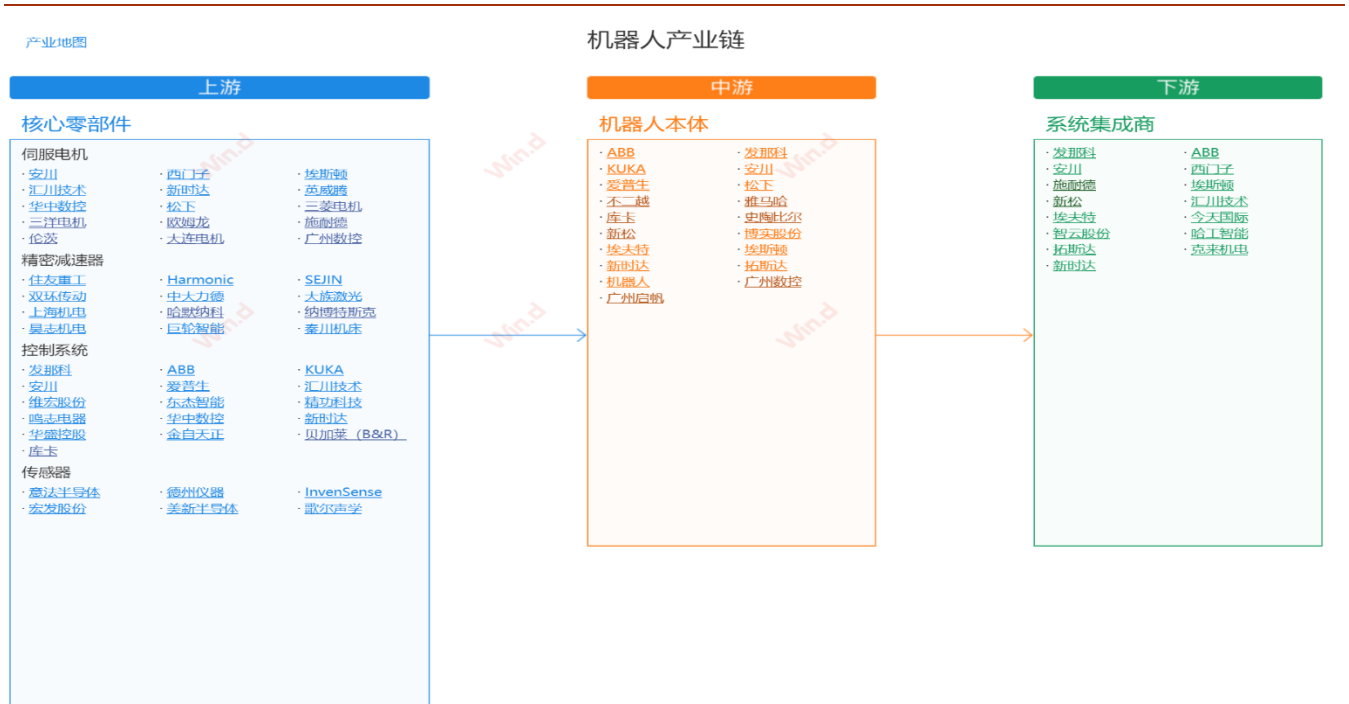 产业地图
机器人产业链
上游
核心零部件
伺服电机
· 安川 · 西门子 · 埃斯顿
· 汇川技术 · 新时达 · 英威腾
· 华中数控 · 松下 · 三菱电机
· 三洋电机 · 欧姆龙 · 施耐德
· 伦茨 · 大连电机 · 广州数控
精密减速器
· 住友重工 · Harmonic · SEJIN
· 双环传动 · 中大力德 · 大族激光
· 上海机电 · 哈默纳科 · 纳博特斯克
· 昊志机电 · 巨轮智能 · 秦川机床
控制系统
· 发那科 · ABB · KUKA
· 安川 · 爱普生 · 汇川技术
· 维宏股份 · 东杰智能 · 精功科技
· 鸣志电器 · 华中数控 · 新时达
· 华盛控股 · 金自天正 · 贝加莱（B&R）
· 库卡
传感器
· 意法半导体 · 德州仪器 · InvenSense
· 宏发股份 · 美新半导体 · 歌尔声学
中游
机器人本体
· ABB · 发那科
· KUKA · 安川
· 爱普生 · 松下
· 不二越 · 雅马哈
· 库卡 · 史陶比尔
· 新松 · 博实股份
· 埃夫特 · 埃斯顿
· 新时达 · 拓斯达
· 机器人 · 广州数控
· 广州启帆
下游
系统集成商
· 发那科 · ABB
· 安川 · 西门子
· 施耐德 · 埃斯顿
· 新松 · 汇川技术
· 埃夫特 · 今天国际
· 智云股份 · 哈工智能
· 拓斯达 · 克来机电
· 新时达
Win.d
Win.d
Win.d
Win.d
Win.d
Win.d